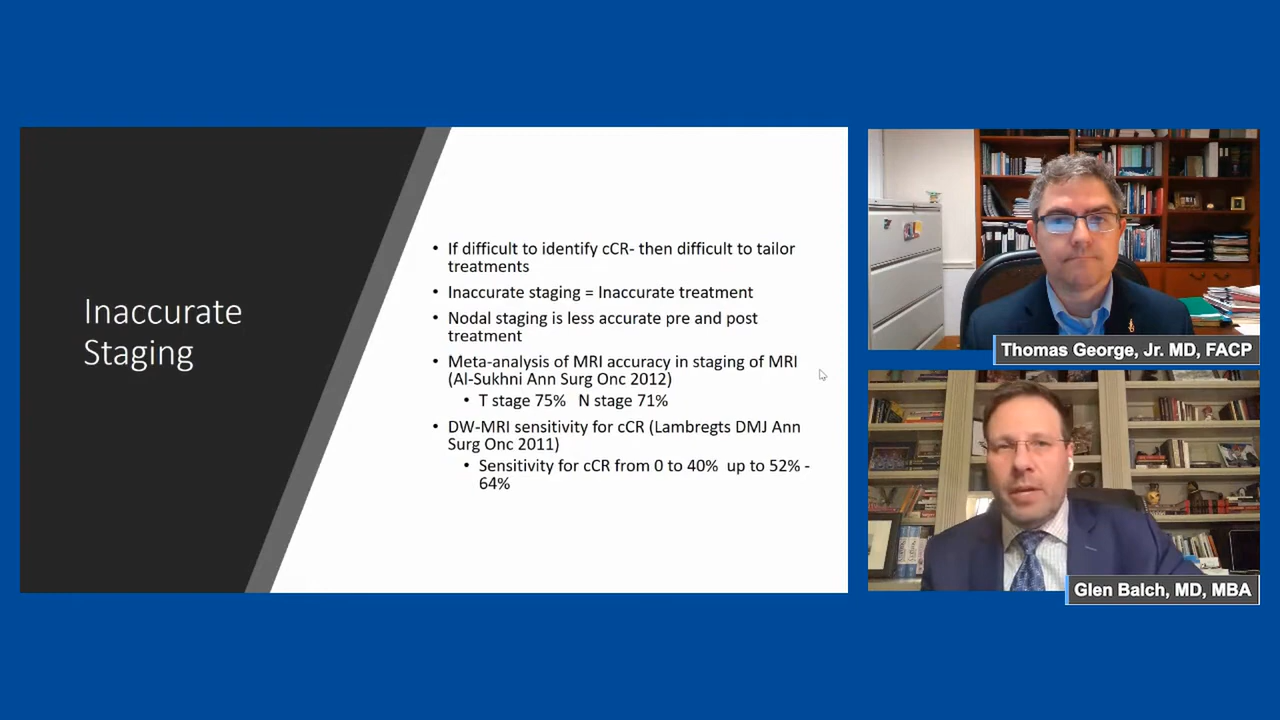 Inaccurate
Staging
• If difficult to identify cCR- then difficult to tailor
treatments
• Inaccurate staging = Inaccurate treatment
• Nodal staging is less accurate pre and post
treatment
• Meta-analysis of MRI accuracy in staging of MRI
(Al-Sukhni Ann Surg Onc 2012)
• T stage 75% N stage 71%
• DW-MRI sensitivity for cCR (Lambregts DMJ Ann
Surg Onc 2011)
• Sensitivity for cCR from 0 to 40% up to 52% -
64%
Thomas George, Jr. MD, FACP
Glen Balch, MD, MBA